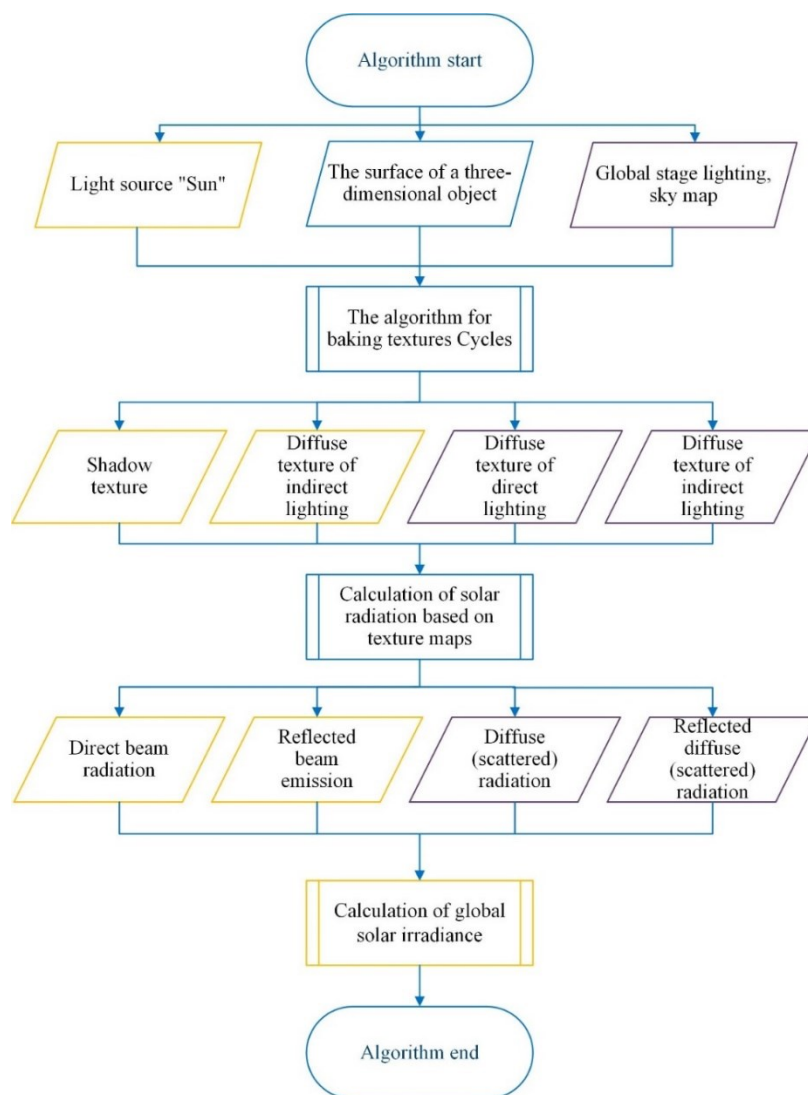 Algorithm start
Light source "Sun"
The surface of a three-
dimensional object
Global stage lighting,
sky map
The algorithm for
baking textures Cycles
Shadow
texture
Diffuse
texture of
indirect
lighting
Diffuse
texture of
direct
lighting
Diffuse
texture of
indirect
lighting
Calculation of solar
radiation based on
texture maps
Direct beam
radiation
Reflected
beam
emission
Diffuse
(scattered)
radiation
Reflected
diffuse
(scattered)
radiation
Calculation of global
solar irradiance
Algorithm end